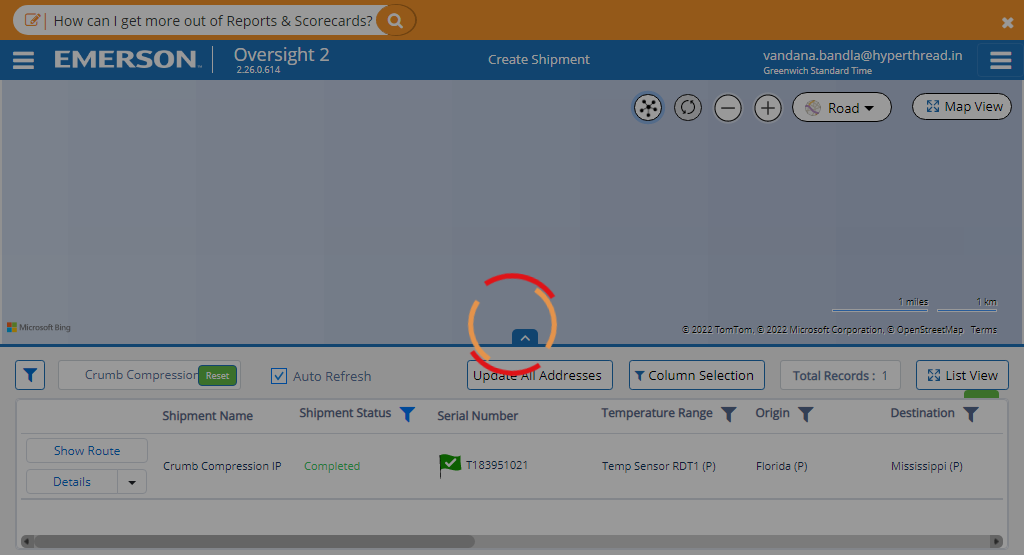 How can I get more out of Reports & Scorecards?
EMERSON
Oversight 2
2.26.0.614
Create Shipment
vandana.bandla@hyperthread.in
Greenwich Standard Time
Road
Map View
1 miles
1 km
Microsoft Bing
© 2022 TomTom, © 2022 Microsoft Corporation, © OpenStreetMap Terms
Crumb Compression
Reset
Auto Refresh
Update All Addresses
Column Selection
Total Records : 1
List View
Shipment Name
Shipment Status
Serial Number
Temperature Range
Origin
Destination
Show Route
Details
Crumb Compression IP
Completed
T183951021
Temp Sensor RDT1 (P)
Florida (P)
Mississippi (P)